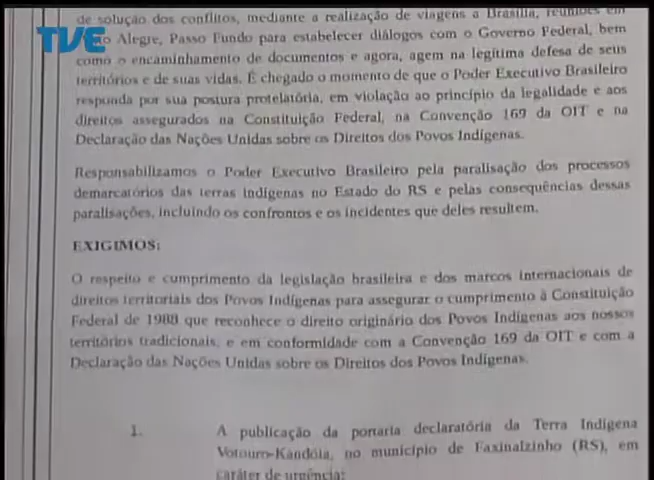 de solução dos conflitos, mediante a realização de viagens a Brasília, reuniões em
TVE
Alegre, Passo Fundo para estabelecer diálogos com o Governo Federal, bem
como o encaminhamento de documentos e agora, agem na legítima defesa de seus
territórios e de suas vidas. É chegado o momento de que o Poder Executivo Brasileiro
responda por sua postura protelatória, em violação ao princípio da legalidade e aos
direitos assegurados na Constituição Federal, na Convenção 169 da OIT e na
Declaração das Nações Unidas sobre os Direitos dos Povos Indígenas.
Responsabilizamos o Poder Executivo Brasileiro pela paralisação dos processos
demarcatórios das terras indígenas no Estado do RS e pelas consequências dessas
paralisações, incluindo os confrontos e os incidentes que deles resultem.
EXIGIMOS:
O respeito e cumprimento da legislação brasileira e dos marcos internacionais de
direitos territoriais dos Povos Indígenas para assegurar o cumprimento à Constituição
Federal de 1988 que reconhece o direito originário dos Povos Indígenas aos nossos
territórios tradicionais, e em conformidade com a Convenção 169 da OIT e com a
Declaração das Nações Unidas sobre os Direitos dos Povos Indígenas.
1. A publicação da portaria declaratória da Terra Indígena
Votouro-Kandóia, no município de Faxinalzinho (RS), em
caráter de urgência;